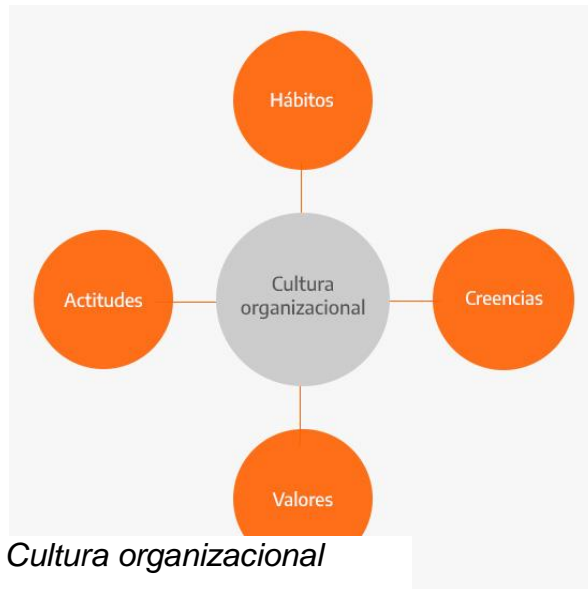 Hábitos
Actitudes
Cultura
organizacional
Creencias
Valores
Cultura organizacional